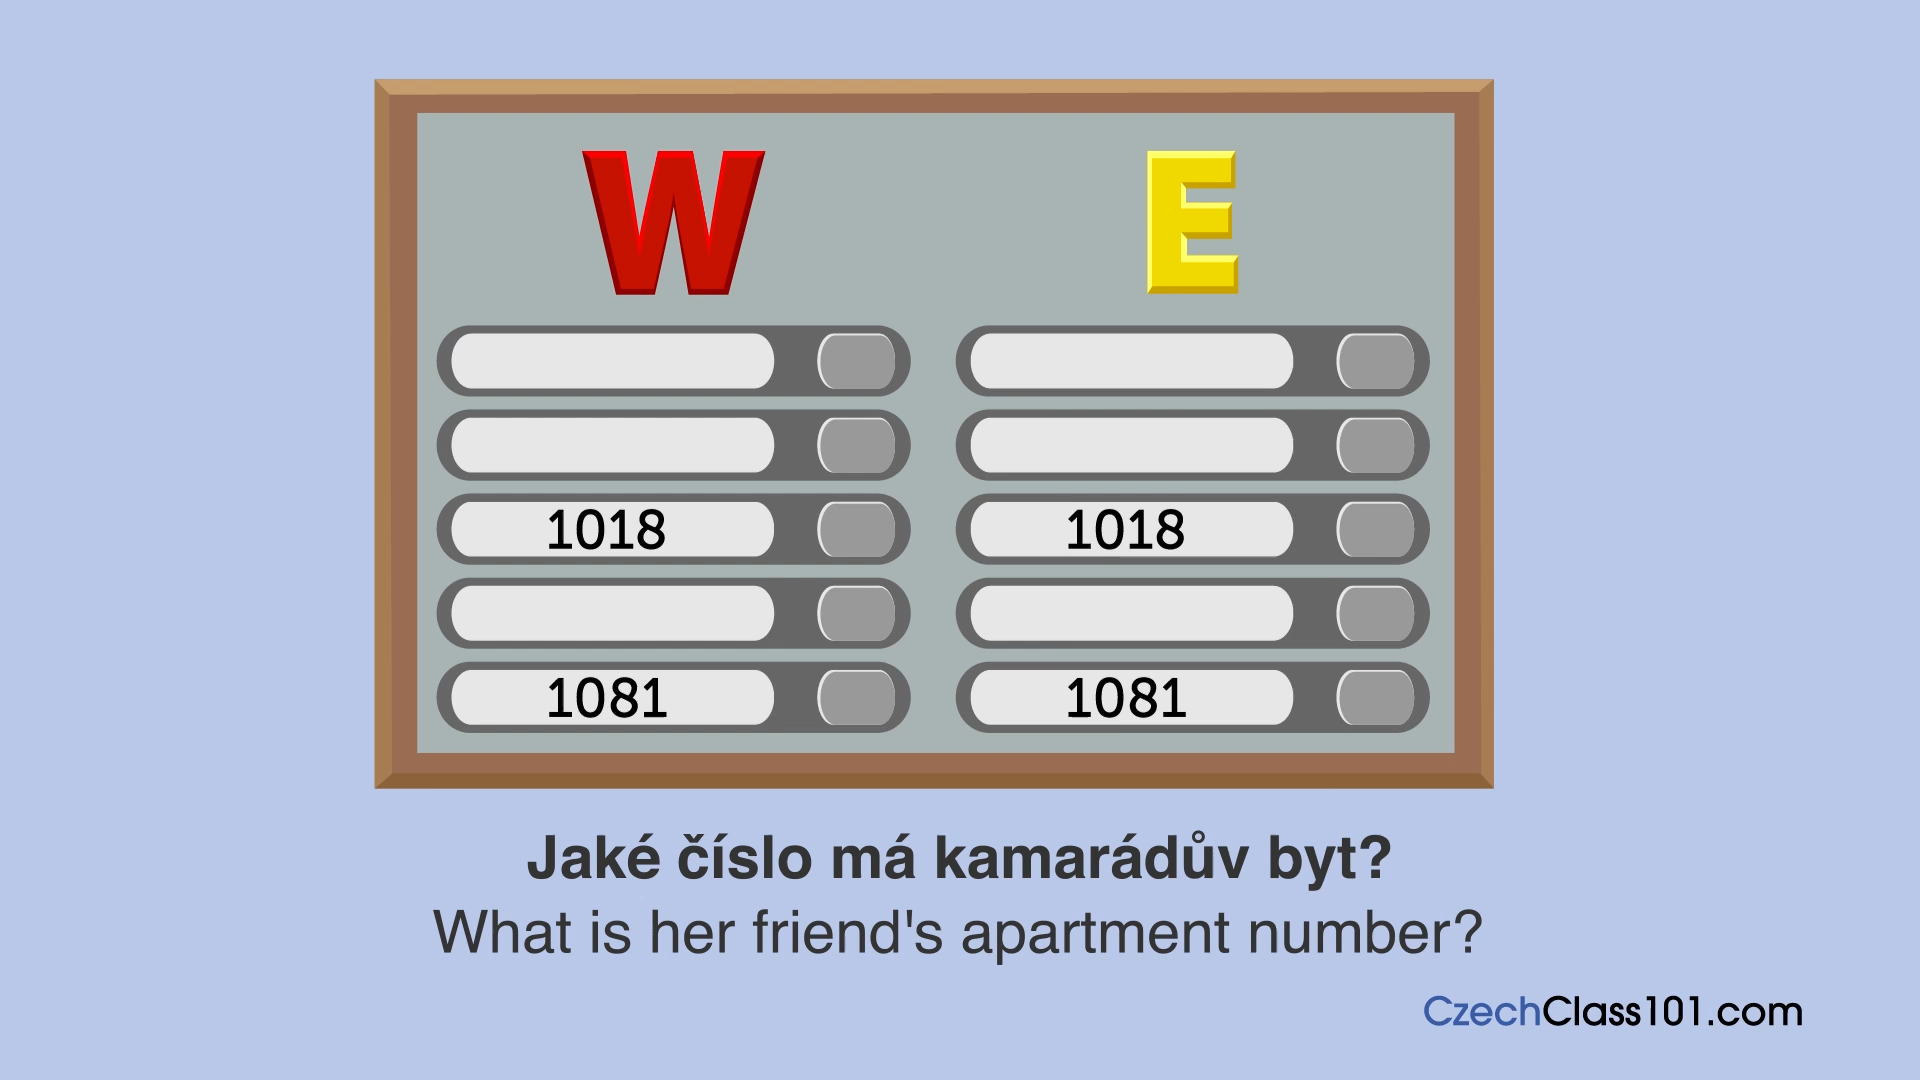 W E
1018 1018
1081 1081
Jaké číslo má kamarádův byt?
What is her friend's apartment number?
CzechClass101.com